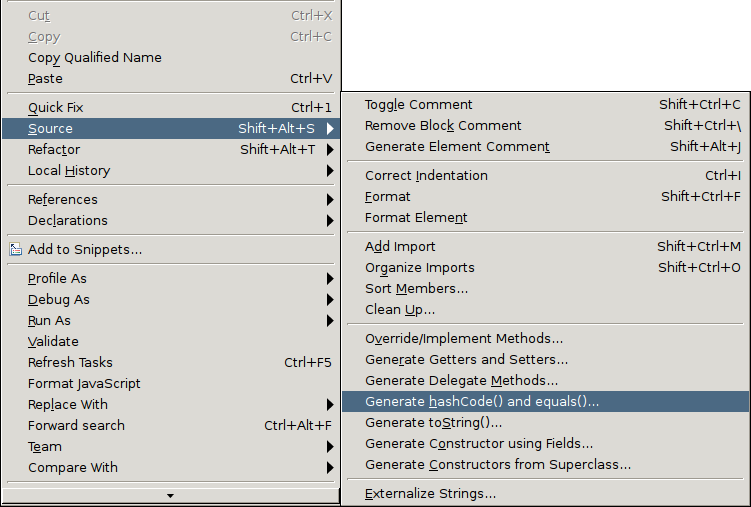 Cut Ctrl+X
Copy Ctrl+C
Copy Qualified Name
Paste Ctrl+V
Quick Fix Ctrl+1
Source Shift+Alt+S
Refactor Shift+Alt+T
Local History
References
Declarations
Add to Snippets...
Profile As
Debug As
Run As
Validate
Refresh Tasks Ctrl+F5
Format JavaScript
Replace With
Forward search Ctrl+Alt+F
Team
Compare With
Toggle Comment Shift+Ctrl+C
Remove Block Comment Shift+Ctrl+\
Generate Element Comment Shift+Alt+J
Correct Indentation Ctrl+I
Format Shift+Ctrl+F
Format Element
Add Import Shift+Ctrl+M
Organize Imports Shift+Ctrl+O
Sort Members...
Clean Up...
Override/Implement Methods...
Generate Getters and Setters...
Generate Delegate Methods...
Generate hashCode() and equals()...
Generate toString()...
Generate Constructor using Fields...
Generate Constructors from Superclass...
Externalize Strings...